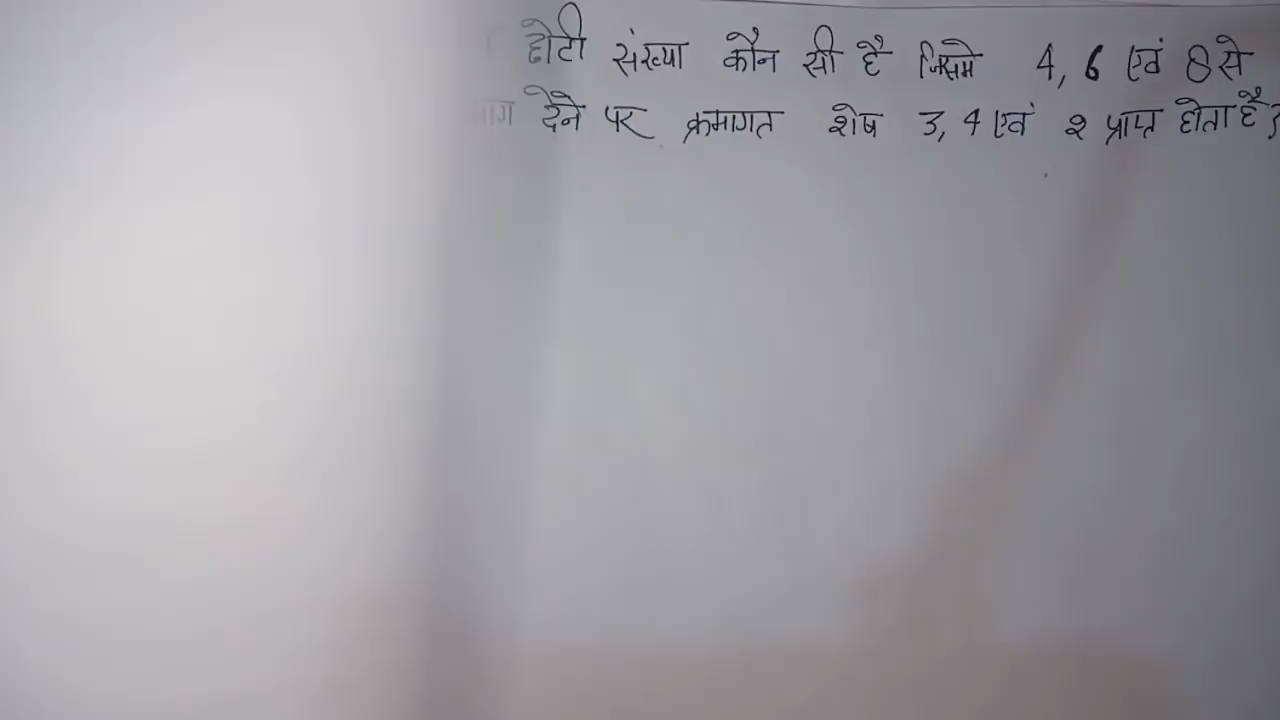 छोटी संख्या कौन सी है जिसमे 4, 6 एवं 8 से
भाग देने पर क्रमागत शेष 3, 4 एवं 2 प्राप्त होता है?